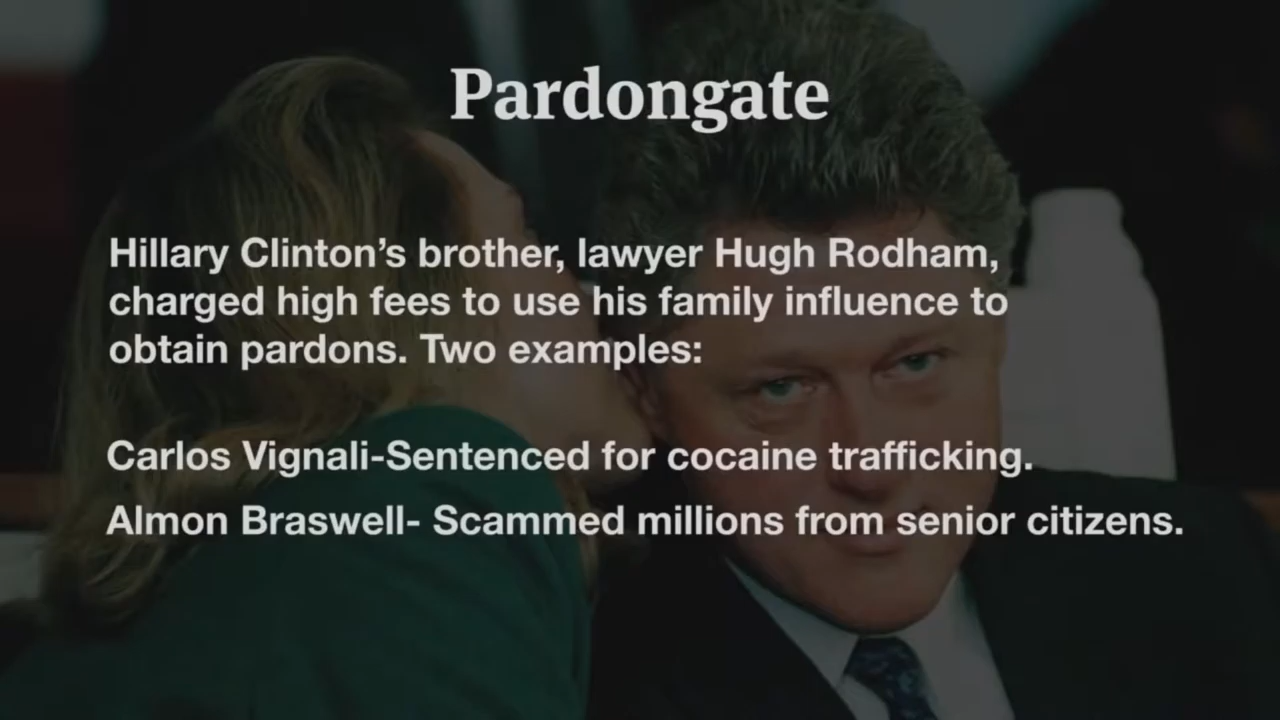 Pardongate
Hillary Clinton’s brother, lawyer Hugh Rodham,
charged high fees to use his family influence to
obtain pardons. Two examples:
Carlos Vignali-Sentenced for cocaine trafficking.
Almon Braswell- Scammed millions from senior citizens.